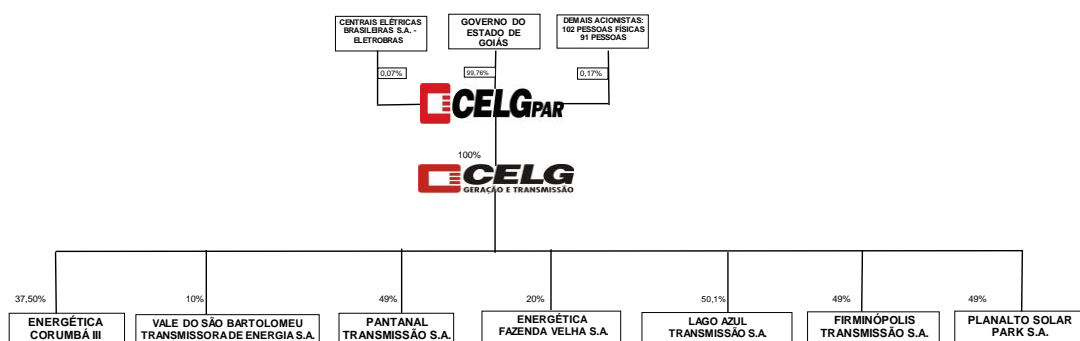 CENTRAIS ELÉTRICAS
BRASILEIRAS S.A. -
ELETROBRAS
GOVERNO DO
ESTADO DE
GOIÁS
DEMAIS ACIONISTAS:
102 PESSOAS FÍSICAS
91 PESSOAS
0,07%
99,76%
0,17%
CELGPAR
100%
CELG
GERAÇÃO E TRANSMISSÃO
37,50%
10%
49%
20%
50,1%
49%
49%
ENERGÉTICA
CORUMBÁ III
VALE DO SÃO BARTOLOMEU
TRANSMISSORA DE ENERGIA S.A.
PANTANAL
TRANSMISSÃO S.A.
ENERGÉTICA
FAZENDA VELHA S.A.
LAGO AZUL
TRANSMISSÃO S.A.
FIRMINÓPOLIS
TRANSMISSÃO S.A.
PLANALTO SOLAR
PARK S.A.